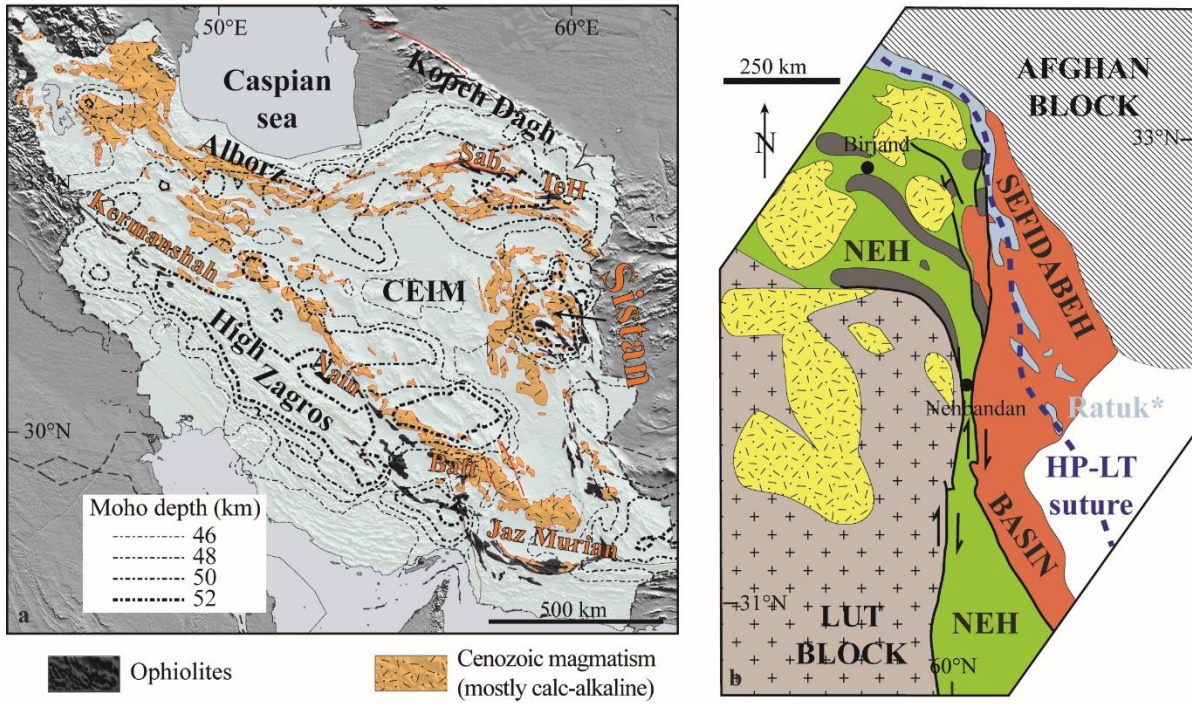 50°E
60°E
Caspian
sea
Kopeh Dagh
Alborz
Sab.
TeH
Kermanshah
CEIM
Sistan
High
Zagros
Nain
30°N
Baft
Jaz Murian
Moho depth (km)
46
48
50
52
500 km
a
Ophiolites
Cenozoic magmatism
(mostly calc-alkaline)
250 km
N
AFGHAN
BLOCK
33°N
Birjand
SEFIDABEH
NEH
Nehbandan
Ratuk*
HP-LT
suture
BASIN
31°N
LUT
BLOCK
NEH
60°N
b